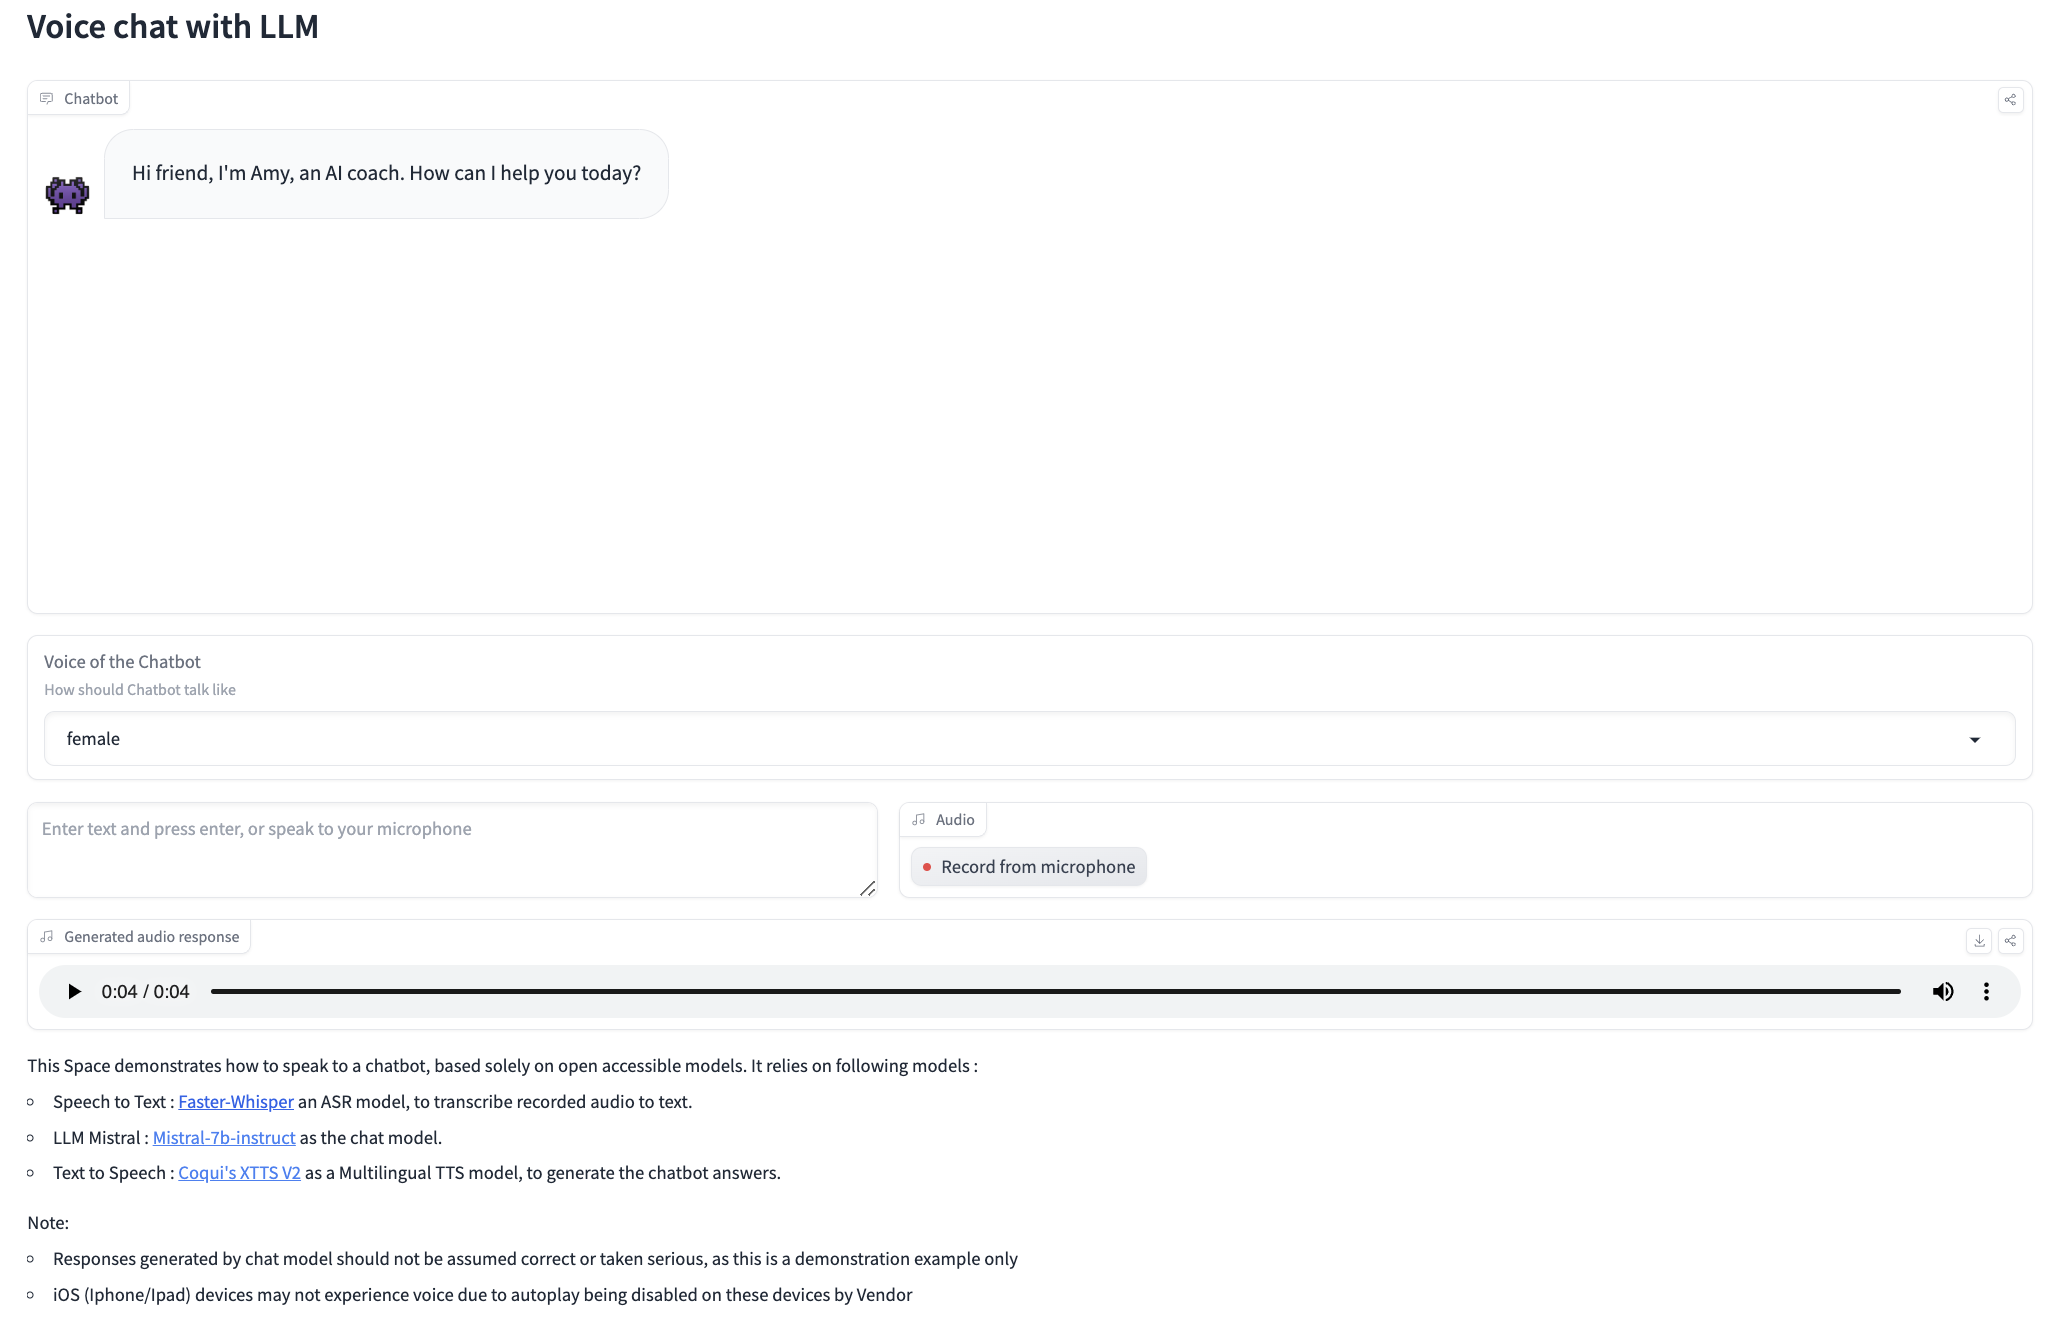 Voice chat with LLM
Chatbot
Hi friend, I'm Amy, an AI coach. How can I help you today?
Voice of the Chatbot
How should Chatbot talk like
female
Enter text and press enter, or speak to your microphone
Audio
Record from microphone
Generated audio response
0:04 / 0:04
This Space demonstrates how to speak to a chatbot, based solely on open accessible models. It relies on following models :
Speech to Text : Faster-Whisper an ASR model, to transcribe recorded audio to text.
LLM Mistral : Mistral-7b-instruct as the chat model.
Text to Speech : Coqui's XTTS V2 as a Multilingual TTS model, to generate the chatbot answers.
Note:
Responses generated by chat model should not be assumed correct or taken serious, as this is a demonstration example only
iOS (Iphone/Ipad) devices may not experience voice due to autoplay being disabled on these devices by Vendor